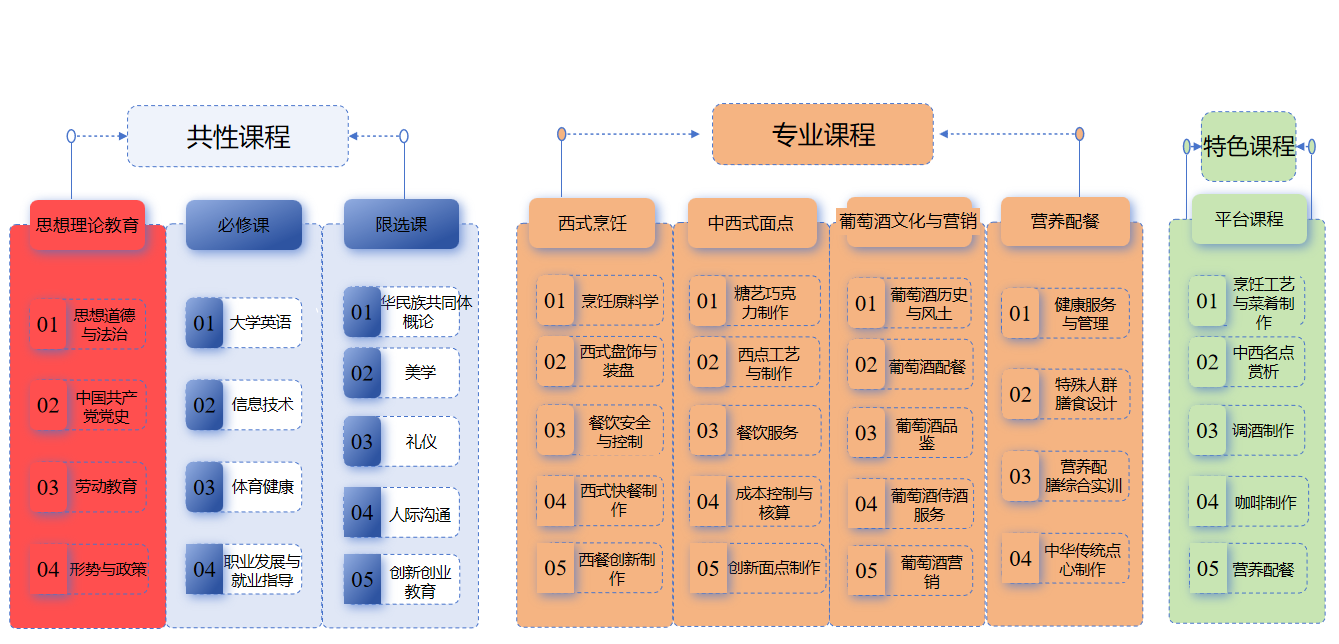 共性课程
思想理论教育
01
思想道德
与法治
02
中国共产
党党史
03
劳动教育
04
形势与政策
必修课
01
大学英语
02
信息技术
03
体育健康
04
职业发展与
就业指导
限选课
01
华民族共同体
概论
02
美学
03
礼仪
04
人际沟通
05
创新创业
教育
专业课程
西式烹饪
01
烹饪原料学
02
西式盘饰与
装盘
03
餐饮安全
与控制
04
西式快餐制
作
05
西餐创新制
作
中西式面点
01
糖艺巧克
力制作
02
西点工艺
与制作
03
餐饮服务
04
成本控制与
核算
05
创新面点制作
葡萄酒文化与营销
01
葡萄酒历史
与风土
02
葡萄酒配餐
03
葡萄酒品
鉴
04
葡萄酒侍酒
服务
05
葡萄酒营
销
营养配餐
01
健康服务
与管理
02
特殊人群
膳食设计
03
营养配
膳综合实训
04
中华传统点
心制作
特色课程
平台课程
01
烹饪工艺
与菜肴制
作
02
中西名点
赏析
03
调酒制作
04
咖啡制作
05
营养配餐